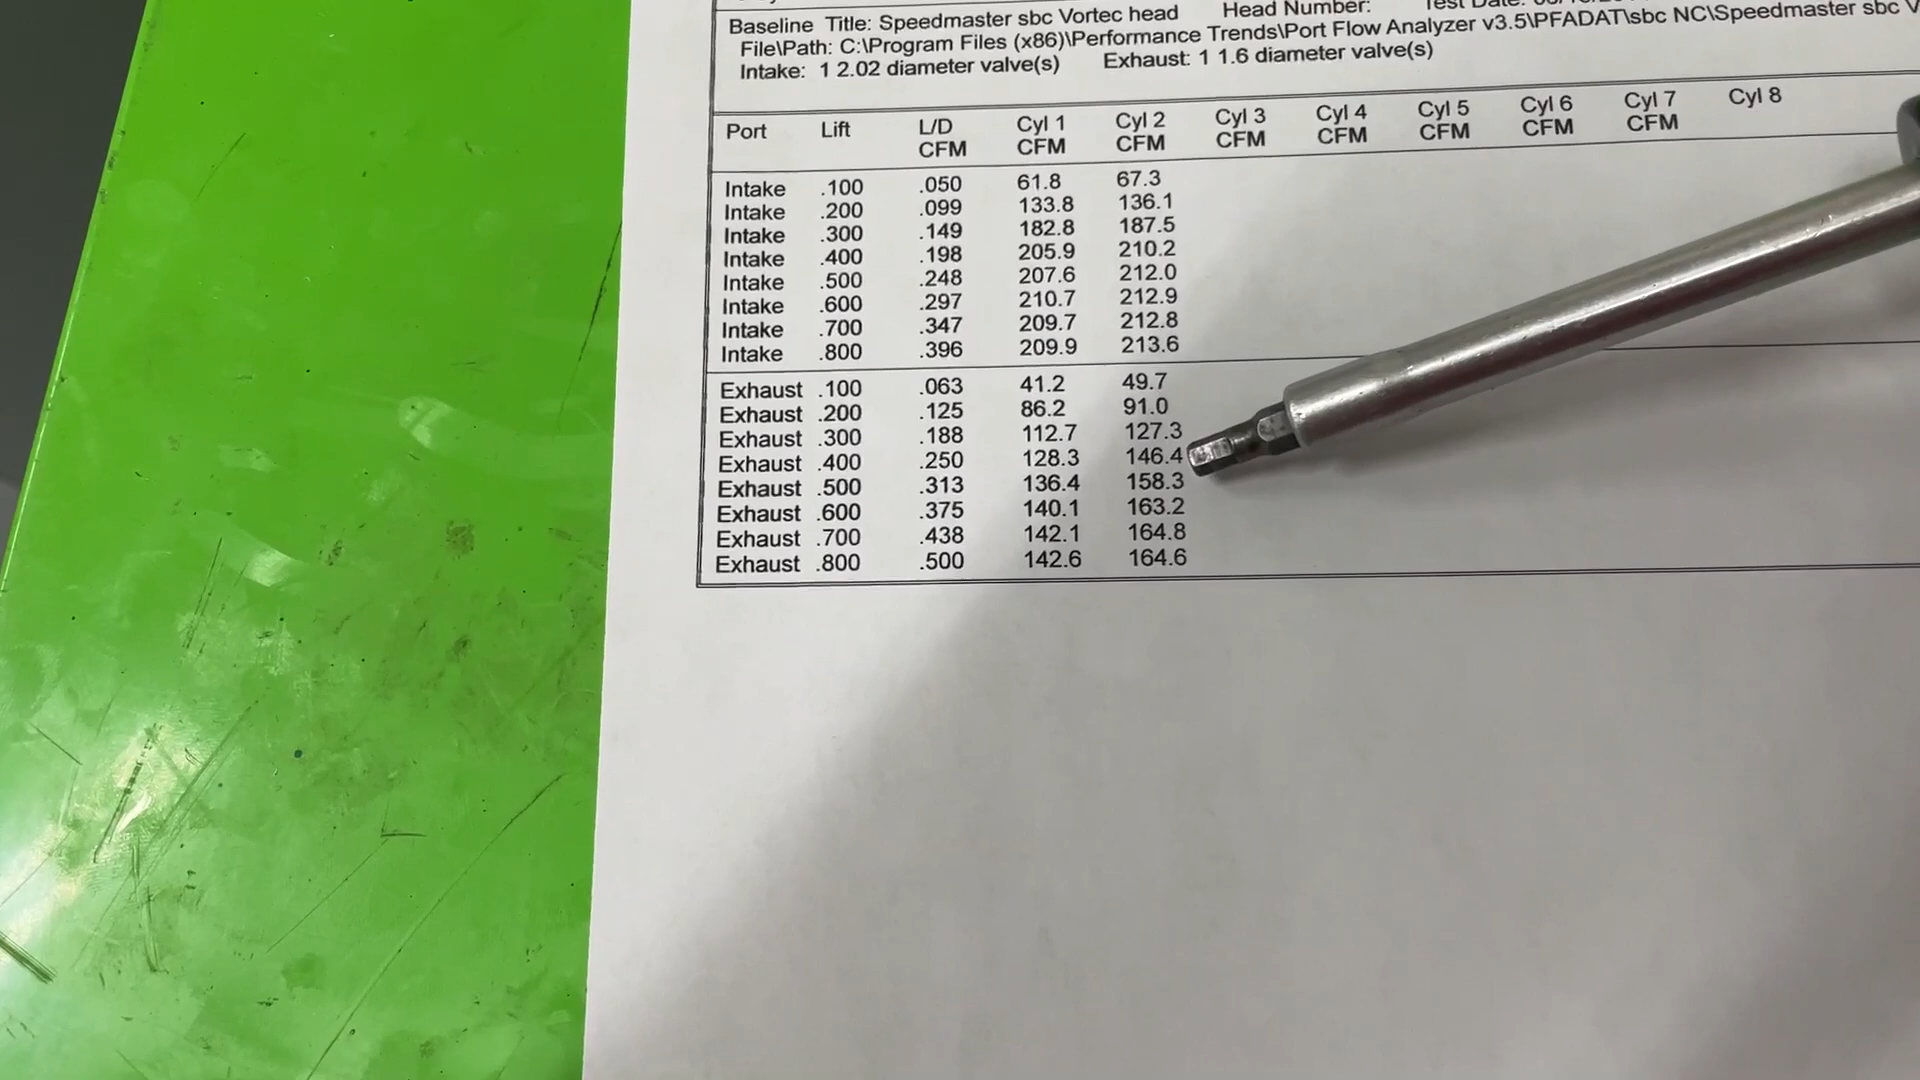 Baseline Title: Speedmaster sbc Vortec head Head Number: Test Date:
File\Path: C:\Program Files (x86)\Performance Trends\Port Flow Analyzer v3.5\PFADAT\sbc NC\Speedmaster sbc V
Intake: 1 2.02 diameter valve(s) Exhaust: 1 1.6 diameter valve(s)
Port Lift L/D Cyl 1 Cyl 2 Cyl 3 Cyl 4 Cyl 5 Cyl 6 Cyl 7 Cyl 8
CFM CFM CFM CFM CFM CFM CFM CFM
Intake .100 .050 61.8 67.3
Intake .200 .099 133.8 136.1
Intake .300 .149 182.8 187.5
Intake .400 .198 205.9 210.2
Intake .500 .248 207.6 212.0
Intake .600 .297 210.7 212.9
Intake .700 .347 209.7 212.8
Intake .800 .396 209.9 213.6
Exhaust .100 .063 41.2 49.7
Exhaust .200 .125 86.2 91.0
Exhaust .300 .188 112.7 127.3
Exhaust .400 .250 128.3 146.4
Exhaust .500 .313 136.4 158.3
Exhaust .600 .375 140.1 163.2
Exhaust .700 .438 142.1 164.8
Exhaust .800 .500 142.6 164.6